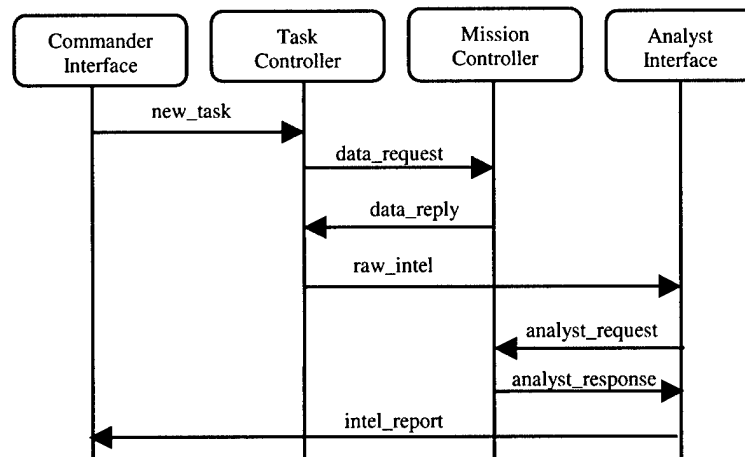 Commander
Interface
Task
Controller
Mission
Controller
Analyst
Interface
new_task
data_request
data_reply
raw_intel
analyst_request
analyst_response
intel_report